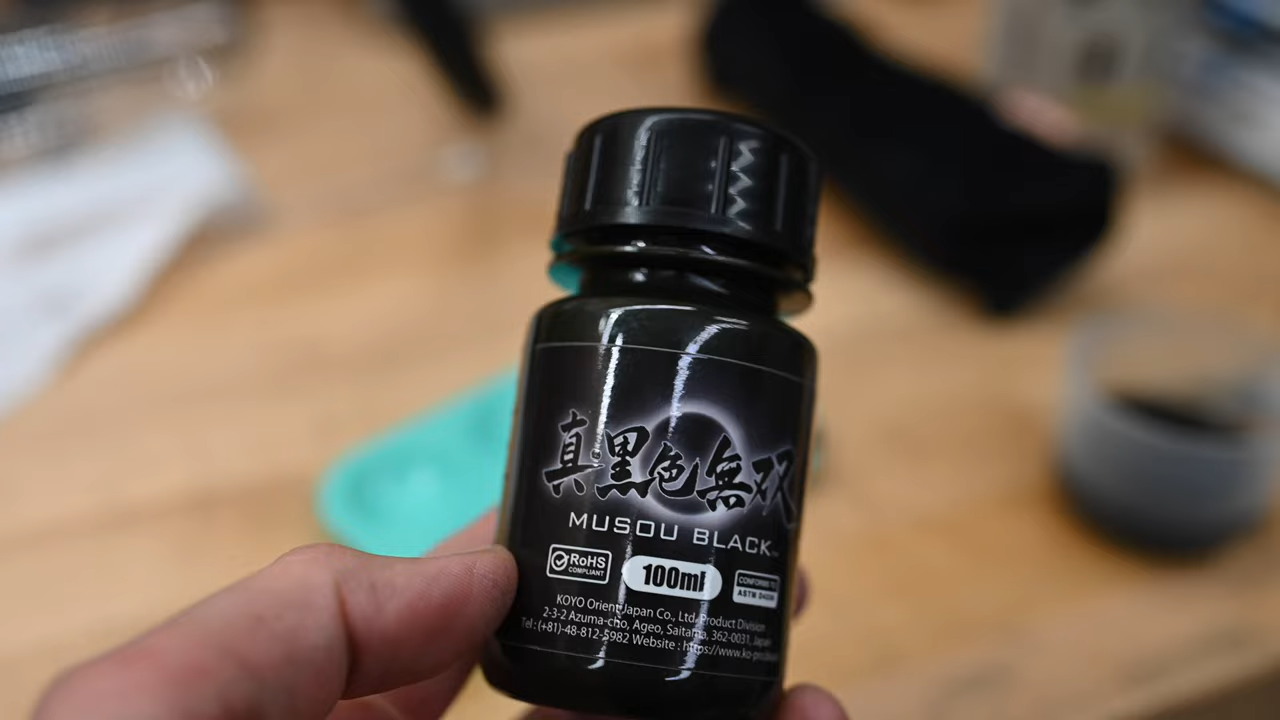 真黒色無双
MUSOU BLACK
RoHS
COMPLIANT
100ml
CONFORMS TO
ASTM
KOYO Orient Japan Co., Ltd. Product Division
2-3-2 Azuma-cho, Ageo, Saitama, 362-0031, Japan
Tel : (+81)-48-812-5982 Website : https://www.ko-pro